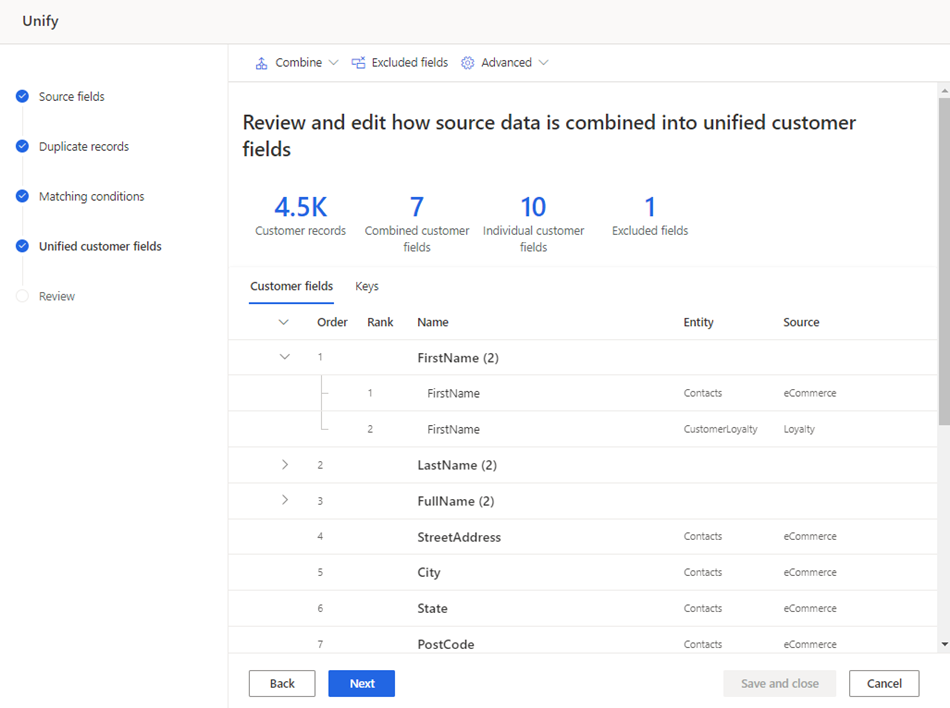 Unify
Combine Excluded fields Advanced
Source fields
Duplicate records
Matching conditions
Unified customer fields
Review
Review and edit how source data is combined into unified customer
fields
4.5K 7 10 1
Customer records Combined customer Individual customer Excluded fields
fields fields
Customer fields Keys
Order Rank Name Entity Source
1 FirstName (2)
1 FirstName Contacts eCommerce
2 FirstName CustomerLoyalty Loyalty
2 LastName (2)
3 FullName (2)
4 StreetAddress Contacts eCommerce
5 City Contacts eCommerce
6 State Contacts eCommerce
7 PostCode Contacts eCommerce
Back Next Save and close Cancel